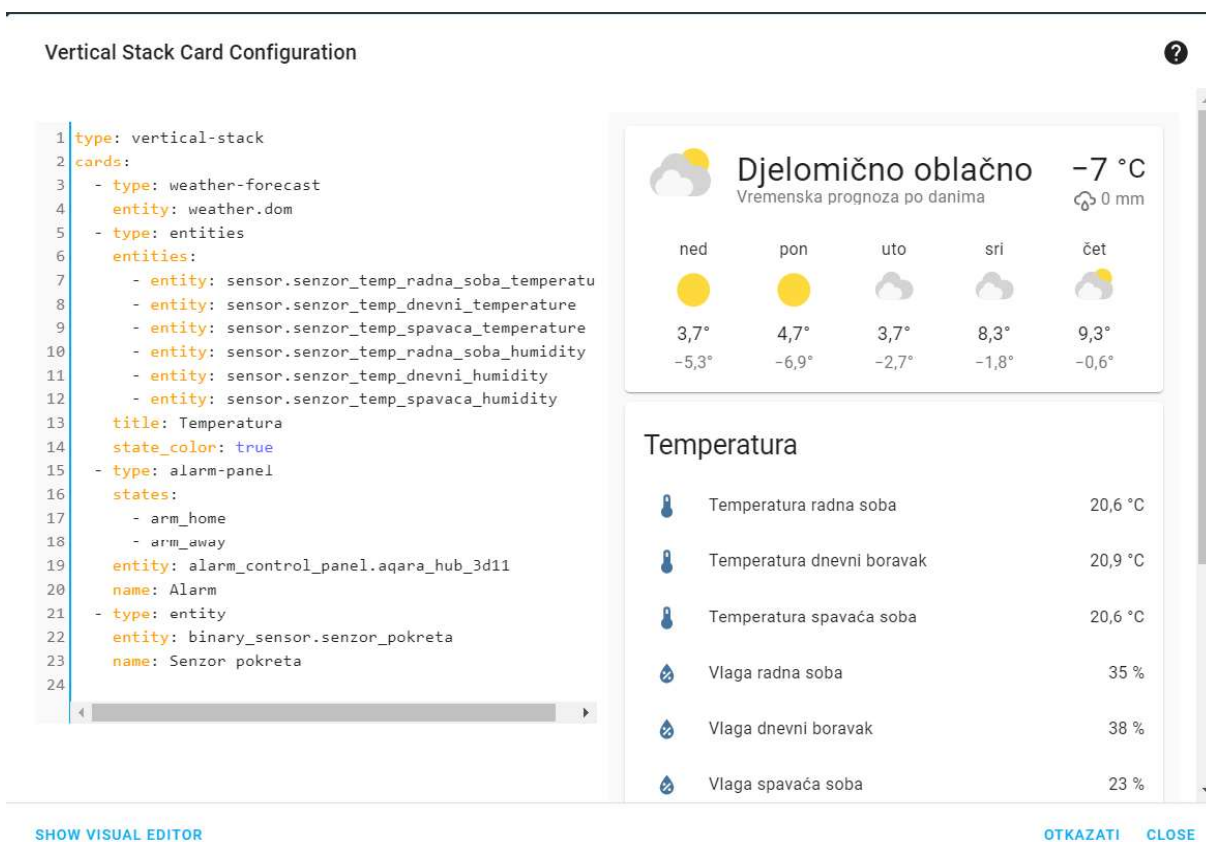 Vertical Stack Card Configuration
1 type: vertical-stack
2 cards:
3 - type: weather-forecast
4 entity: weather.dom
5 - type: entities
6 entities:
7 - entity: sensor.senzor_temp_radna_soba_temperatu
8 - entity: sensor.senzor_temp_dnevni_temperature
9 - entity: sensor.senzor_temp_spavaca_temperature
10 - entity: sensor.senzor_temp_radna_soba_humidity
11 - entity: sensor.senzor_temp_dnevni_humidity
12 - entity: sensor.senzor_temp_spavaca_humidity
13 title: Temperatura
14 state_color: true
15 - type: alarm-panel
16 states:
17 - arm_home
18 - arm_away
19 entity: alarm_control_panel.aqara_hub_3d11
20 name: Alarm
21 - type: entity
22 entity: binary_sensor.senzor_pokreta
23 name: Senzor pokreta
24
Djelomično oblačno −7 °C
Vremenska prognoza po danima 0 mm
ned pon uto sri čet
3,7° 4,7° 3,7° 8,3° 9,3°
−5,3° −6,9° −2,7° −1,8° −0,6°
Temperatura
Temperatura radna soba 20,6 °C
Temperatura dnevni boravak 20,9 °C
Temperatura spavaća soba 20,6 °C
Vlaga radna soba 35 %
Vlaga dnevni boravak 38 %
Vlaga spavaća soba 23 %
SHOW VISUAL EDITOR OTKAZATI CLOSE